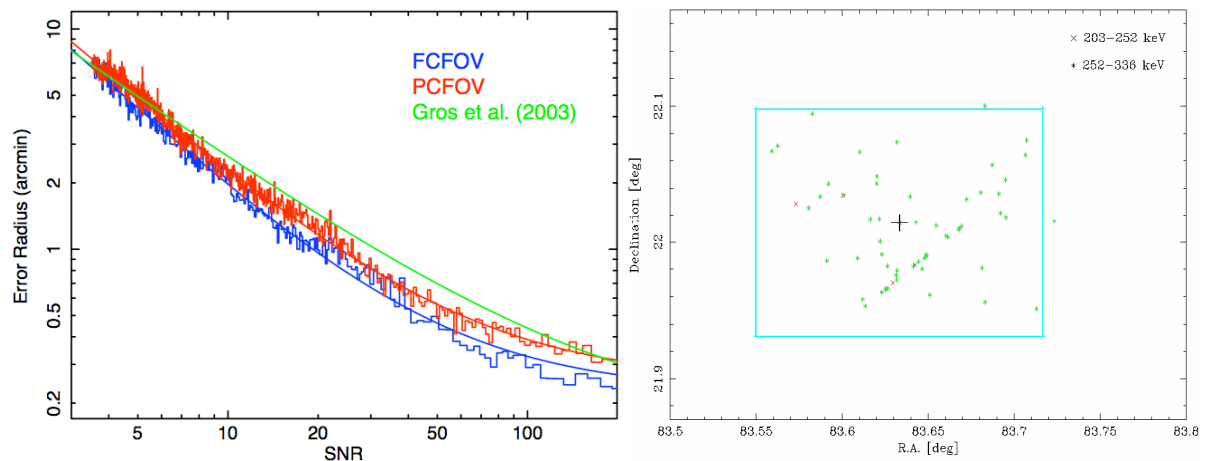 10
5
2
1
0.5
0.2
Error Radius (arcmin)
FCFOV
PCFOV
Gros et al. (2003)
5
10
20
50
100
SNR
22.1
22
21.9
Declination [deg]
203−252 keV
252−336 keV
83.5
83.55
83.6
83.65
83.7
83.75
83.8
R.A. [deg]